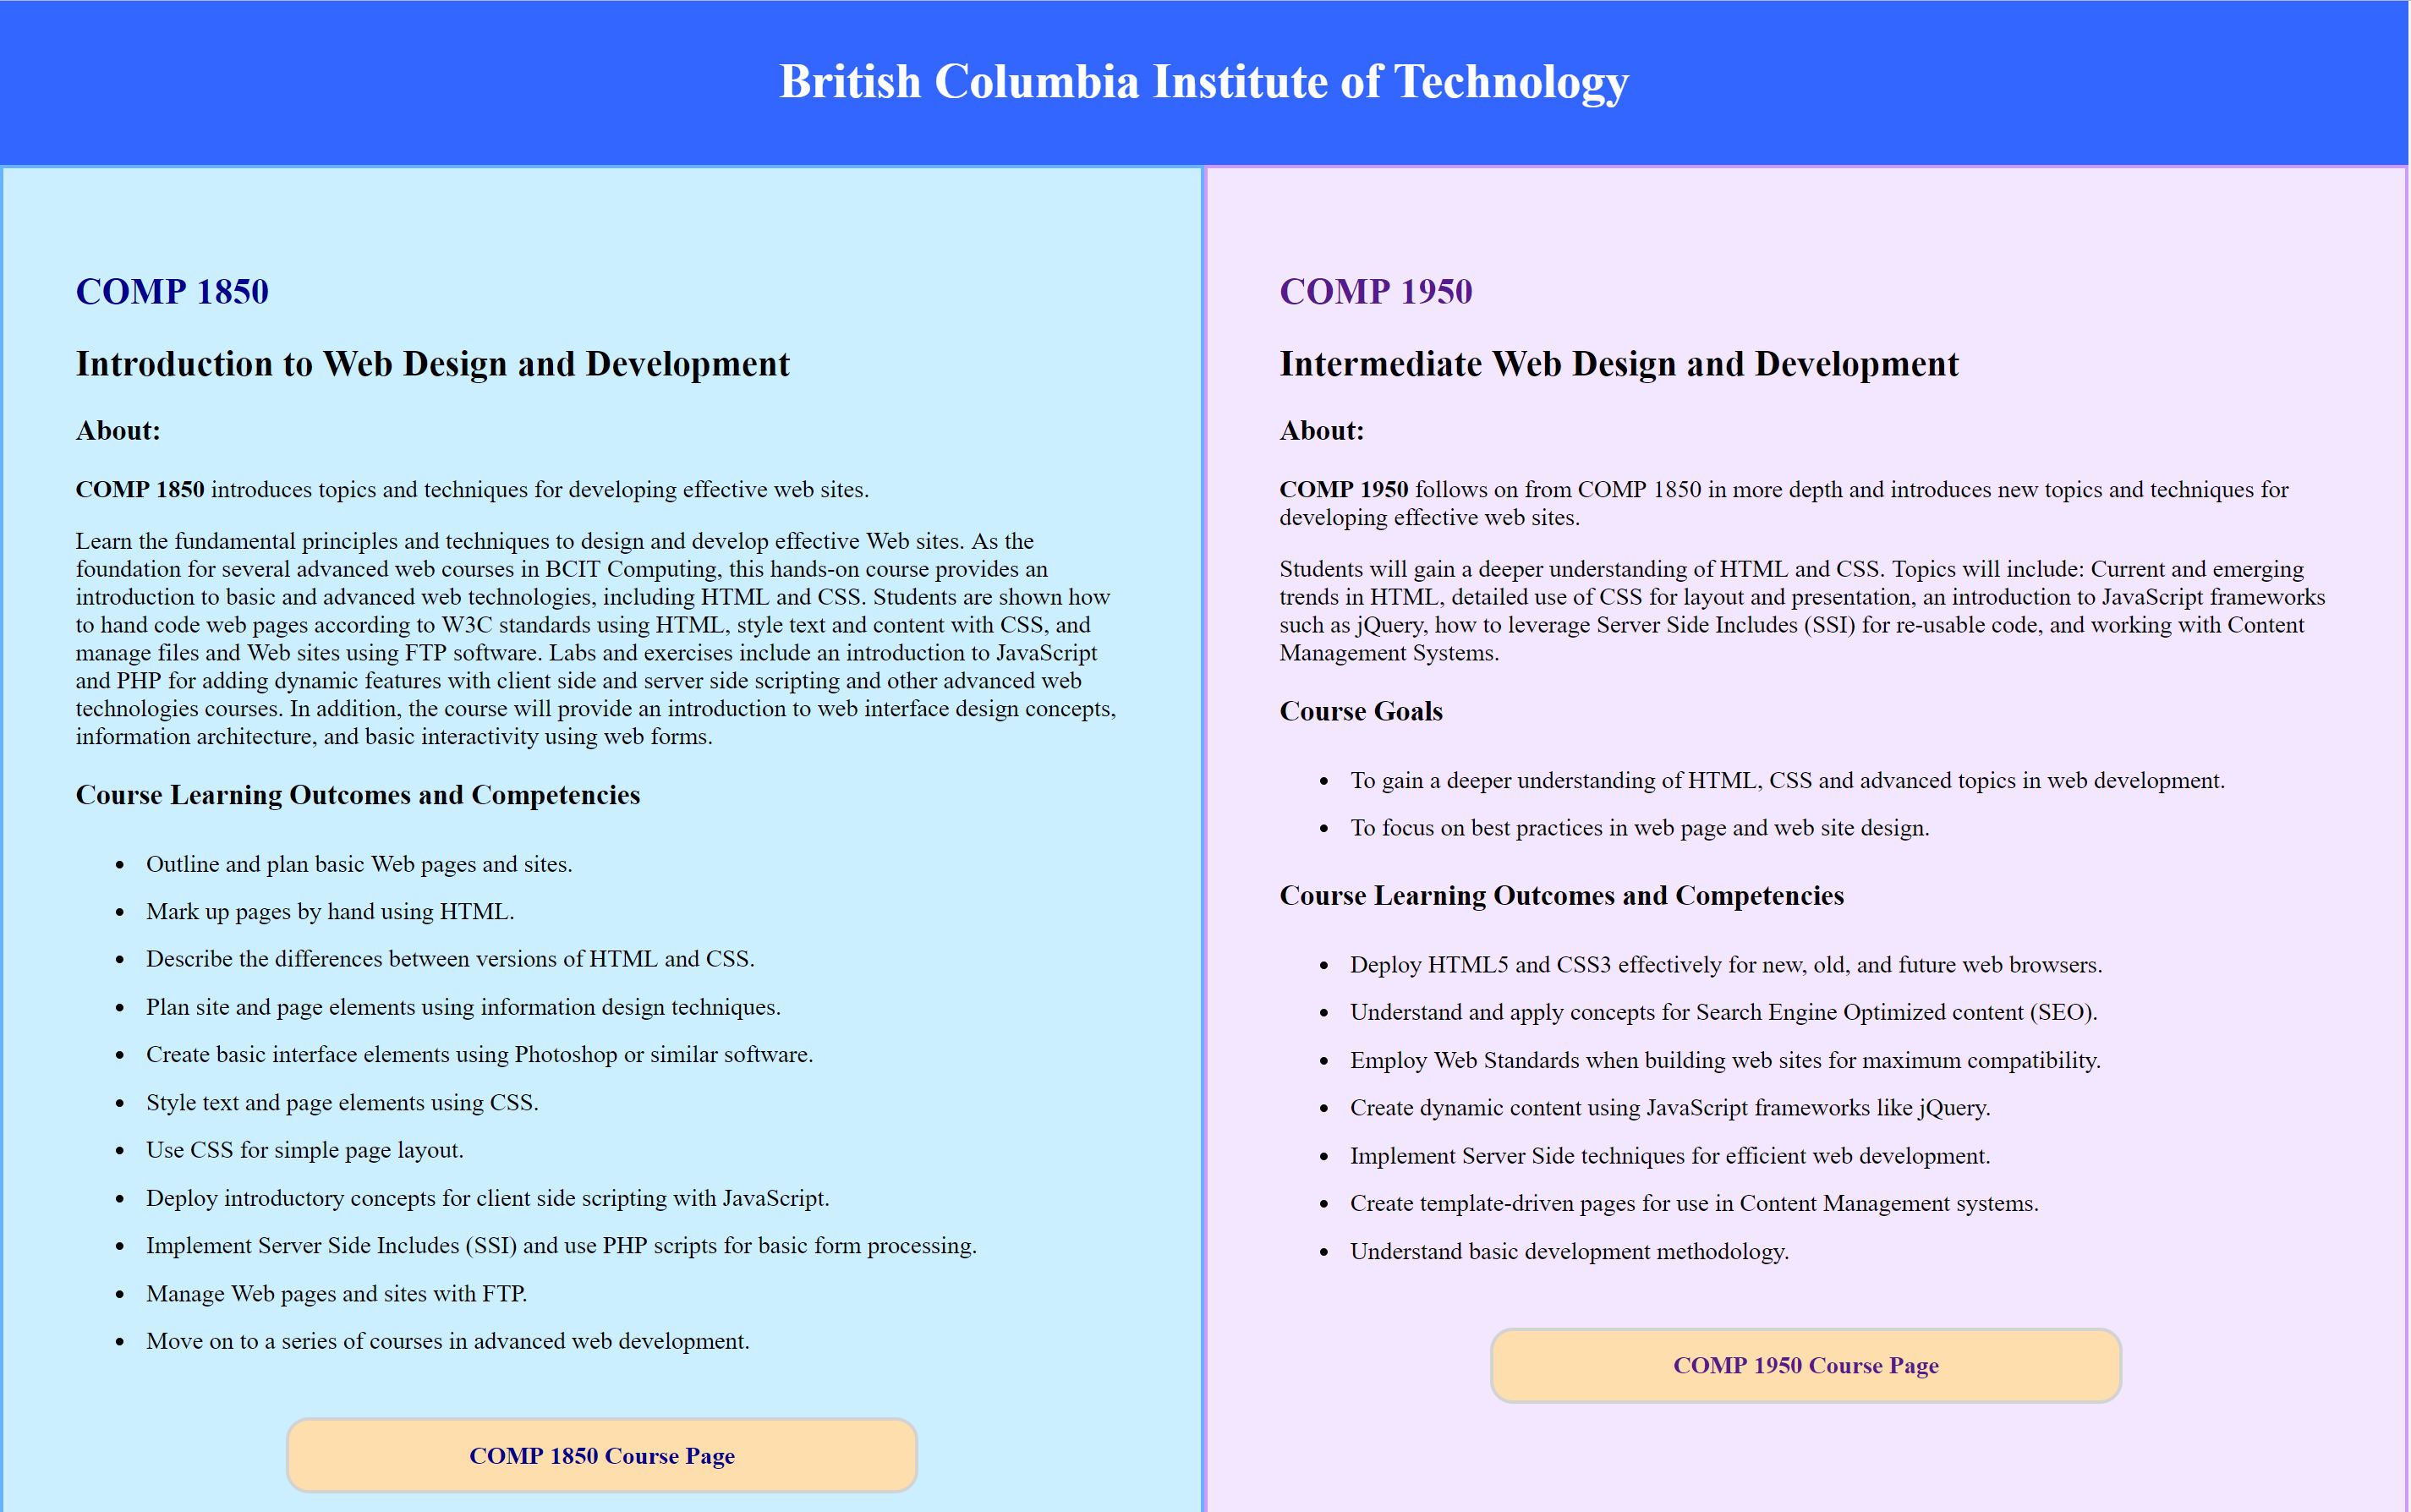 British Columbia Institute of Technology
COMP 1850
Introduction to Web Design and Development
About:
COMP 1850 introduces topics and techniques for developing effective web sites.
Learn the fundamental principles and techniques to design and develop effective Web sites. As the
foundation for several advanced web courses in BCIT Computing, this hands-on course provides an
introduction to basic and advanced web technologies, including HTML and CSS. Students are shown how
to hand code web pages according to W3C standards using HTML, style text and content with CSS, and
manage files and Web sites using FTP software. Labs and exercises include an introduction to JavaScript
and PHP for adding dynamic features with client side and server side scripting and other advanced web
technologies courses. In addition, the course will provide an introduction to web interface design concepts,
information architecture, and basic interactivity using web forms.
Course Learning Outcomes and Competencies
• Outline and plan basic Web pages and sites.
• Mark up pages by hand using HTML.
• Describe the differences between versions of HTML and CSS.
• Plan site and page elements using information design techniques.
• Create basic interface elements using Photoshop or similar software.
• Style text and page elements using CSS.
• Use CSS for simple page layout.
• Deploy introductory concepts for client side scripting with JavaScript.
• Implement Server Side Includes (SSI) and use PHP scripts for basic form processing.
• Manage Web pages and sites with FTP.
• Move on to a series of courses in advanced web development.
COMP 1850 Course Page
COMP 1950
Intermediate Web Design and Development
About:
COMP 1950 follows on from COMP 1850 in more depth and introduces new topics and techniques for
developing effective web sites.
Students will gain a deeper understanding of HTML and CSS. Topics will include: Current and emerging
trends in HTML, detailed use of CSS for layout and presentation, an introduction to JavaScript frameworks
such as jQuery, how to leverage Server Side Includes (SSI) for re-usable code, and working with Content
Management Systems.
Course Goals
• To gain a deeper understanding of HTML, CSS and advanced topics in web development.
• To focus on best practices in web page and web site design.
Course Learning Outcomes and Competencies
• Deploy HTML5 and CSS3 effectively for new, old, and future web browsers.
• Understand and apply concepts for Search Engine Optimized content (SEO).
• Employ Web Standards when building web sites for maximum compatibility.
• Create dynamic content using JavaScript frameworks like jQuery.
• Implement Server Side techniques for efficient web development.
• Create template-driven pages for use in Content Management systems.
• Understand basic development methodology.
COMP 1950 Course Page